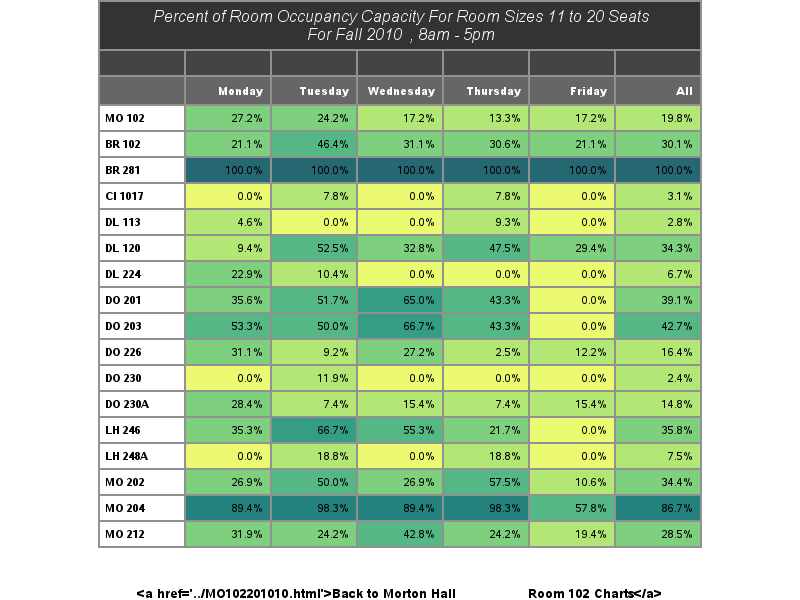 Percent of Room Occupancy Capacity For Room Sizes 11 to 20 Seats
For Fall 2010 , 8am - 5pm
Monday Tuesday Wednesday Thursday Friday All
MO 102 27.2% 24.2% 17.2% 13.3% 17.2% 19.8%
BR 102 21.1% 46.4% 31.1% 30.6% 21.1% 30.1%
BR 281 100.0% 100.0% 100.0% 100.0% 100.0% 100.0%
CI 1017 0.0% 7.8% 0.0% 7.8% 0.0% 3.1%
DL 113 4.6% 0.0% 0.0% 9.3% 0.0% 2.8%
DL 120 9.4% 52.5% 32.8% 47.5% 29.4% 34.3%
DL 224 22.9% 10.4% 0.0% 0.0% 0.0% 6.7%
DO 201 35.6% 51.7% 65.0% 43.3% 0.0% 39.1%
DO 203 53.3% 50.0% 66.7% 43.3% 0.0% 42.7%
DO 226 31.1% 9.2% 27.2% 2.5% 12.2% 16.4%
DO 230 0.0% 11.9% 0.0% 0.0% 0.0% 2.4%
DO 230A 28.4% 7.4% 15.4% 7.4% 15.4% 14.8%
LH 246 35.3% 66.7% 55.3% 21.7% 0.0% 35.8%
LH 248A 0.0% 18.8% 0.0% 18.8% 0.0% 7.5%
MO 202 26.9% 50.0% 26.9% 57.5% 10.6% 34.4%
MO 204 89.4% 98.3% 89.4% 98.3% 57.8% 86.7%
MO 212 31.9% 24.2% 42.8% 24.2% 19.4% 28.5%
<a href='../MO102201010.html'>Back to Morton Hall Room 102 Charts</a>